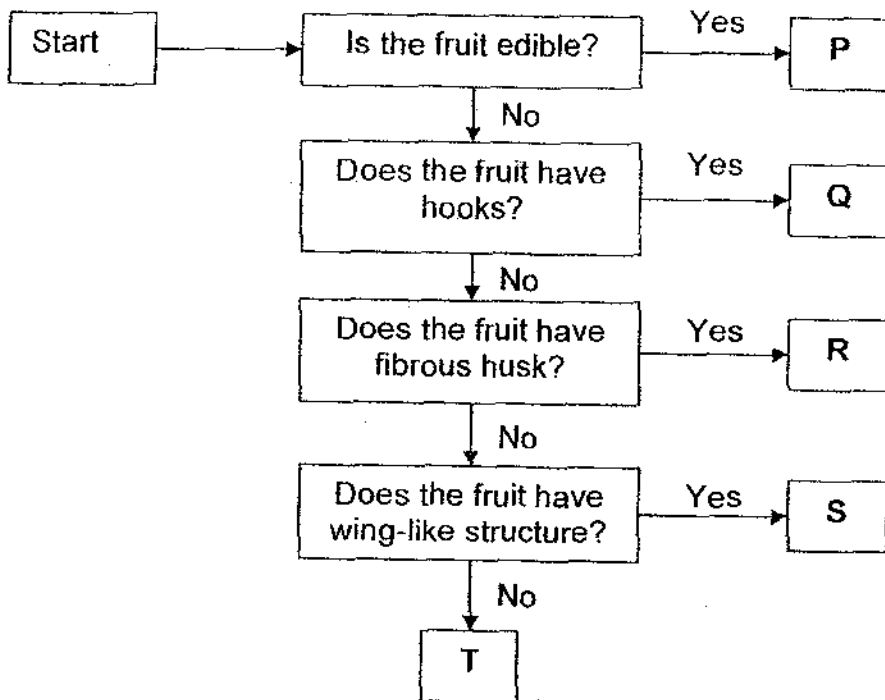 Start
Is the fruit edible?
Yes
P
No
Does the fruit have
hooks?
Yes
Q
No
Does the fruit have
fibrous husk?
Yes
R
No
Does the fruit have
wing-like structure?
Yes
S
No
T